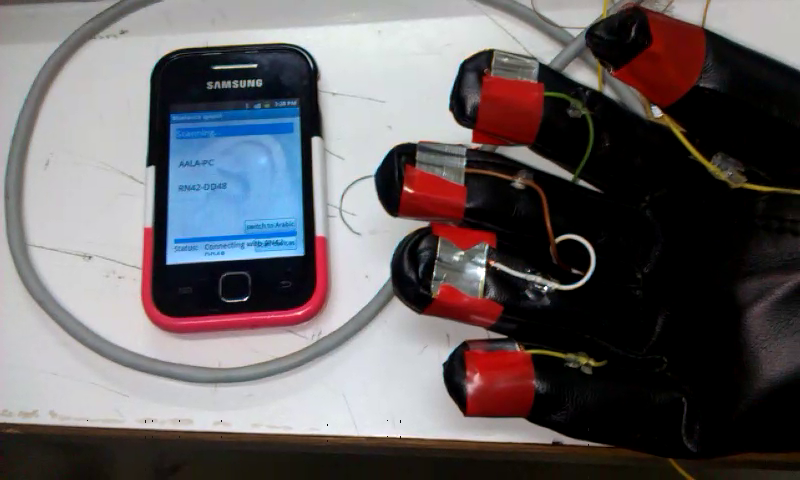 SAMSUNG
Scanning..
AALA-PC
RN42-DD48
switch to Arabic
Status: Connecting with